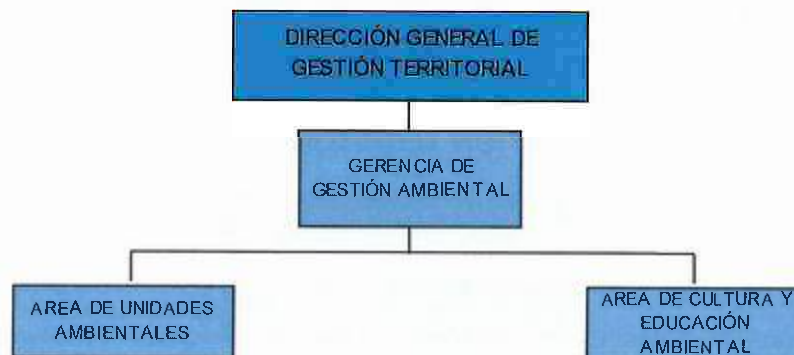 DIRECCIÓN GENERAL DE
GESTIÓN TERRITORIAL
GERENCIA DE
GESTIÓN AMBIENTAL
AREA DE UNIDADES
AMBIENTALES
AREA DE CULTURA Y
EDUCACIÓN
AMBIENTAL